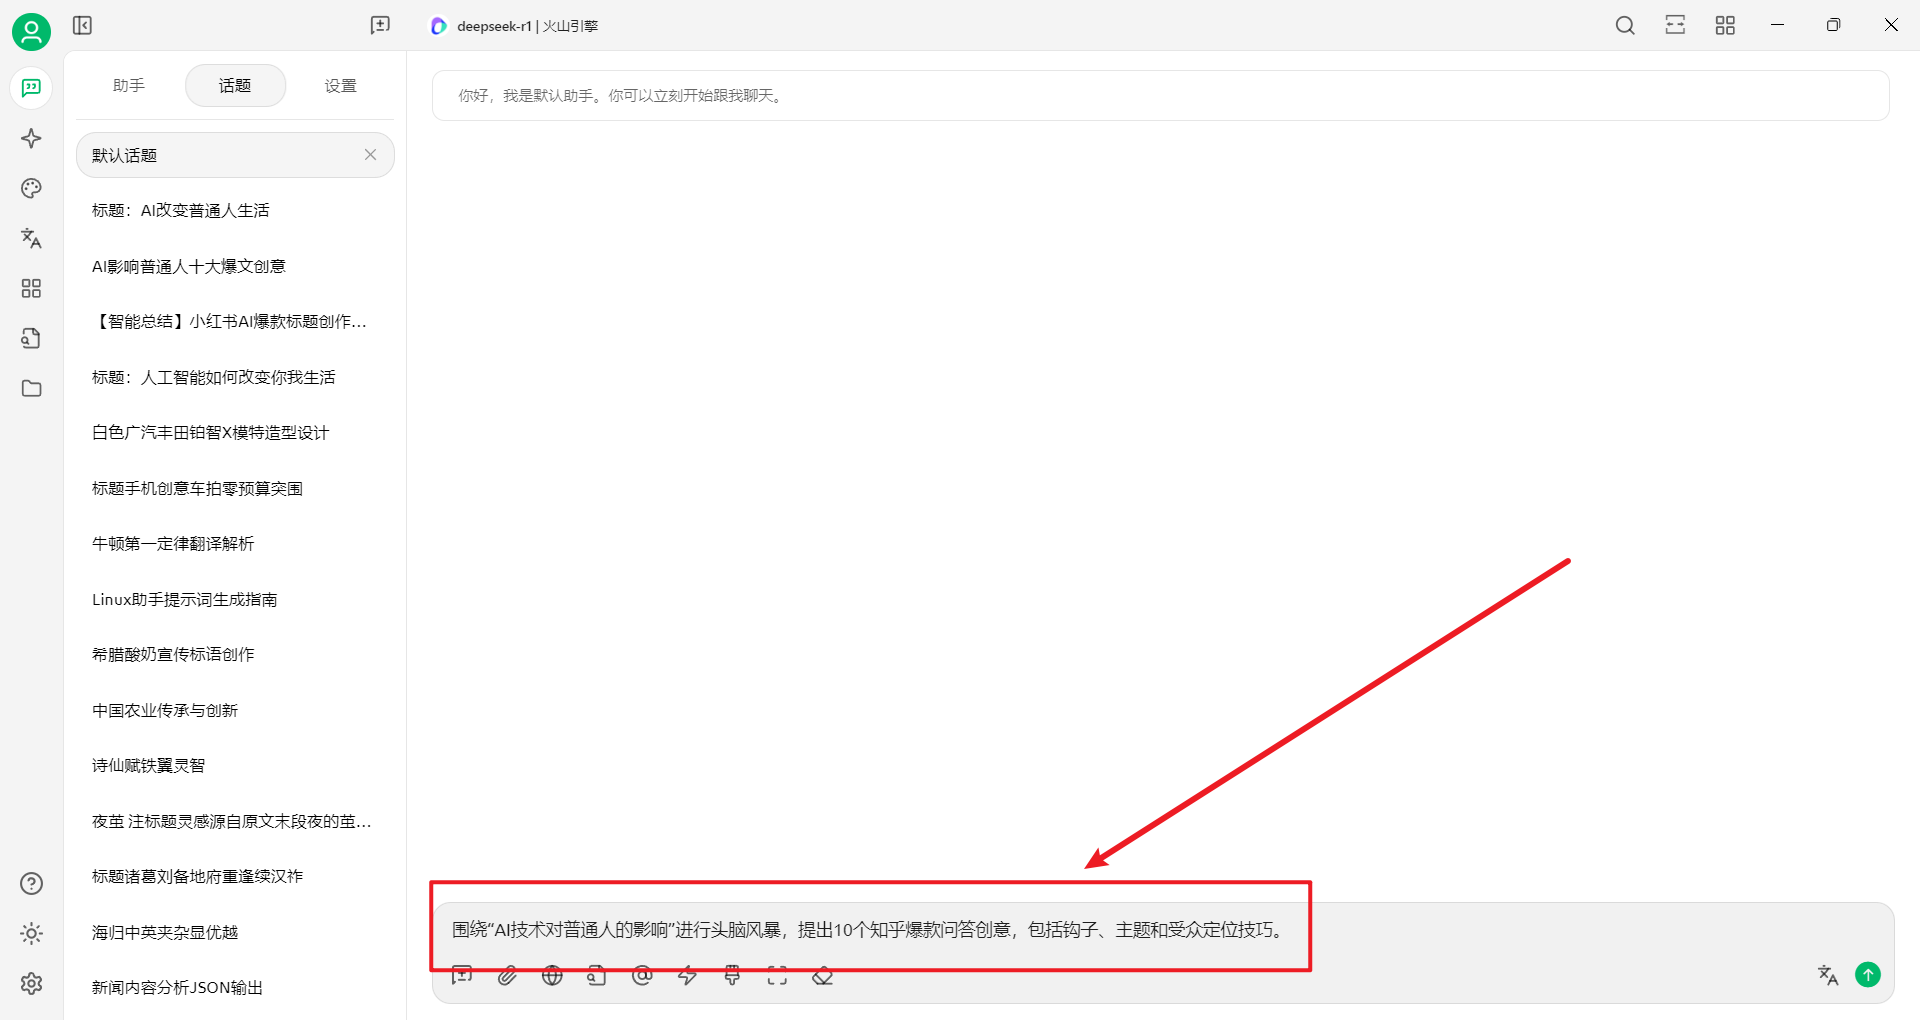 deepseek-r1 | 火山引擎
助手
话题
设置
默认话题
标题：AI改变普通人生活
AI影响普通人十大爆文创意
【智能总结】小红书AI爆款标题创作...
标题：人工智能如何改变你我生活
白色广汽丰田铂智X模特造型设计
标题手机创意车拍零预算突围
牛顿第一定律翻译解析
Linux助手提示词生成指南
希腊酸奶宣传标语创作
中国农业传承与创新
诗仙赋铁翼灵智
夜茧 注标题灵感源自原文末段夜的茧...
标题诸葛刘备地府重逢续汉祚
海归中英夹杂显优越
新闻内容分析JSON输出
你好，我是默认助手。你可以立刻开始跟我聊天。
围绕“AI技术对普通人的影响”进行头脑风暴，提出10个知乎爆款问答创意，包括钩子、主题和受众定位技巧。